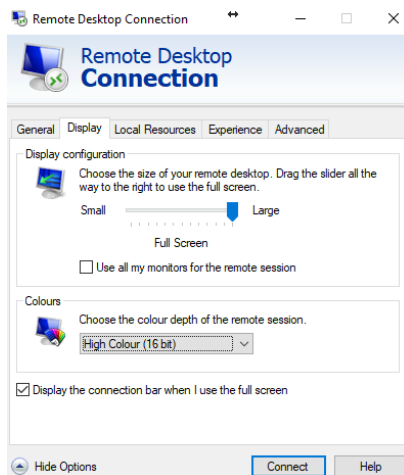 Remote Desktop Connection
Remote Desktop
Connection
General Display Local Resources Experience Advanced
Display configuration
Choose the size of your remote desktop. Drag the slider all the
way to the right to use the full screen.
Small Large
Full Screen
Use all my monitors for the remote session
Colours
Choose the colour depth of the remote session.
High Colour (16 bit)
Display the connection bar when I use the full screen
Hide Options Connect Help